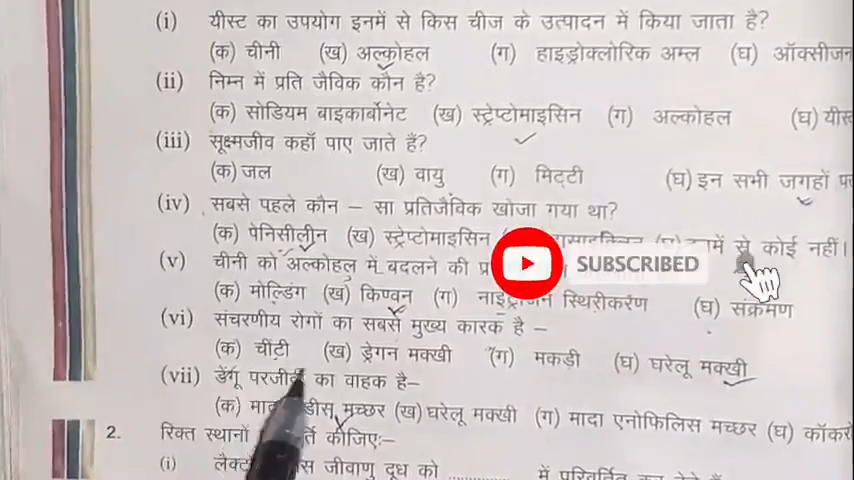 (i) यीस्ट का उपयोग इनमें से किस चीज के उत्पादन में किया जाता है?
(क) चीनी (ख) अल्कोहल (ग) हाइड्रोक्लोरिक अम्ल (घ) ऑक्सीजन
(ii) निम्न में प्रति जैविक कौन है?
(क) सोडियम बाइकार्बोनेट (ख) स्ट्रेप्टोमाइसिन (ग) अल्कोहल (घ) यीस्
(iii) सूक्ष्मजीव कहाँ पाए जाते हैं?
(क) जल (ख) वायु (ग) मिट्टी (घ) इन सभी जगहों
(iv) सबसे पहले कौन – सा प्रतिजैविक खोजा गया था?
(क) पेनिसीलीन (ख) स्ट्रेप्टोमाइसिन से कोई नहीं।
SUBSCRIBED
(v) चीनी को अल्कोहल में बदलने की
(क) मोल्डिंग (ख) किण्वन (ग) नाइट्रोजन स्थिरीकरण (घ) संक्रमण
(vi) संचरणीय रोगों का सबसे मुख्य कारक है –
(क) चींटी (ख) ड्रेगन मक्खी (ग) मकड़ी (घ) घरेलू मक्खी
(vii) डेंगू परजीवी का वाहक है–
(क) मच्छर (ख) घरेलू मक्खी (ग) मादा एनोफिलिस मच्छर (घ)
2. रिक्त स्थानों कीजिए:–
(i) जीवाणु दूध को ............. में परिवर्तित कर देते हैं